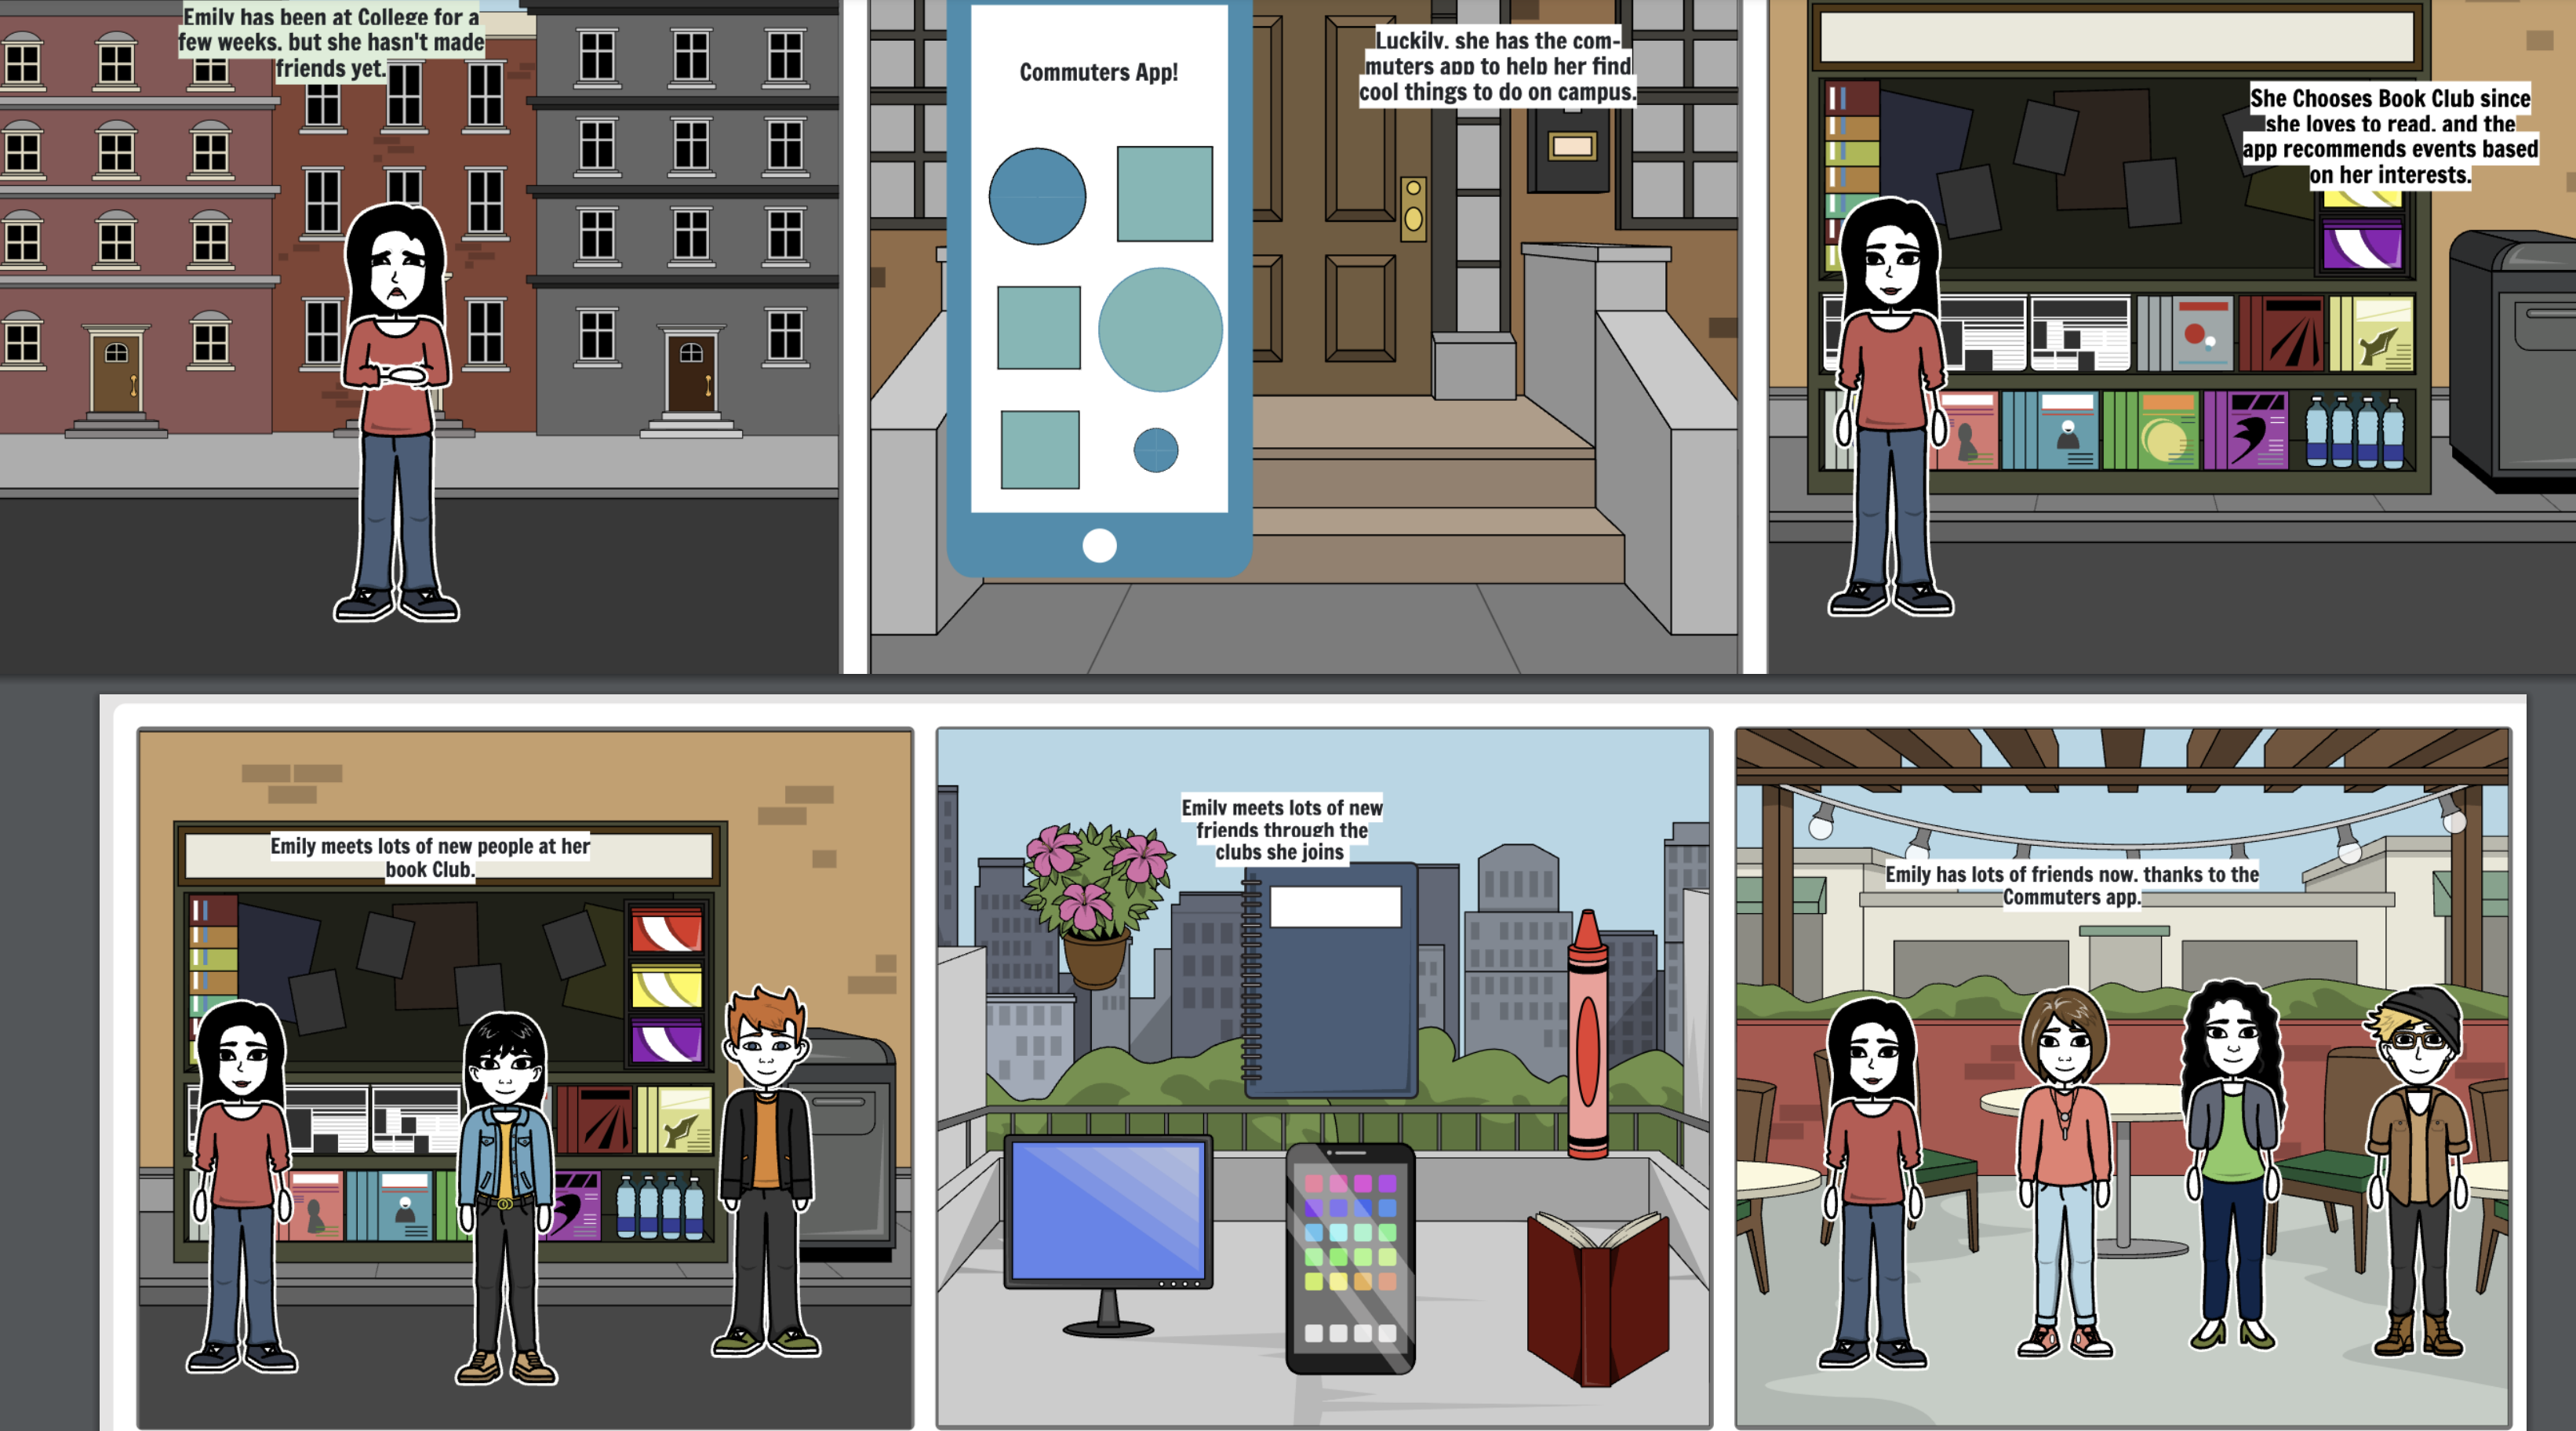 Emily has been at College for a
few weeks, but she hasn't made
friends yet.
Commuters App!
Luckily, she has the com-
muters app to help her find
cool things to do on campus.
She Chooses Book Club since
she loves to read, and the
app recommends events based
on her interests.
Emily meets lots of new people at her
book Club.
Emily meets lots of new
friends through the
clubs she joins
Emily has lots of friends now, thanks to the
Commuters app.